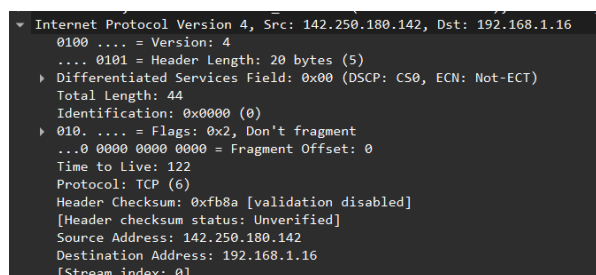 Internet Protocol Version 4, Src: 142.250.180.142, Dst: 192.168.1.16
0100 .... = Version: 4
.... 0101 = Header Length: 20 bytes (5)
Differentiated Services Field: 0x00 (DSCP: CS0, ECN: Not-ECT)
Total Length: 44
Identification: 0x0000 (0)
010. .... = Flags: 0x2, Don't fragment
...0 0000 0000 0000 = Fragment Offset: 0
Time to Live: 122
Protocol: TCP (6)
Header Checksum: 0xfb8a [validation disabled]
[Header checksum status: Unverified]
Source Address: 142.250.180.142
Destination Address: 192.168.1.16
[Stream index: 0]